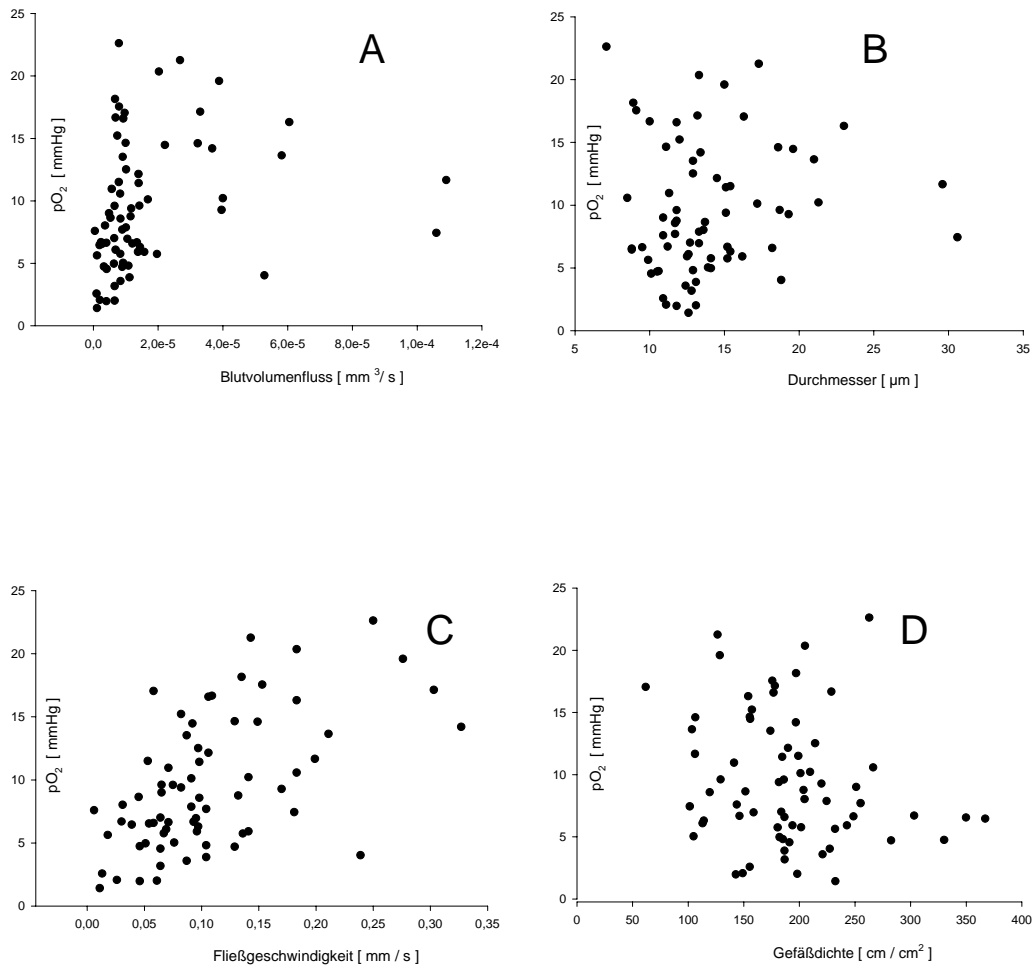 A
pO₂ [ mmHg]
25
20
15
10
5
0
0,0 2,0e-5 4,0e-5 6,0e-5 8,0e-5 1,0e-4 1,2e-4
Blutvolumenfluss [ mm ³/ s ]
B
pO₂ [ mmHg]
25
20
15
10
5
0
5 10 15 20 25 30 35
Durchmesser [ µm ]
C
pO₂ [ mmHg ]
25
20
15
10
5
0
0,00 0,05 0,10 0,15 0,20 0,25 0,30 0,35
Fließgeschwindigkeit [ mm / s ]
D
pO₂ [ mmHg ]
25
20
15
10
5
0
0 50 100 150 200 250 300 350 400
Gefäßdichte [ cm / cm² ]